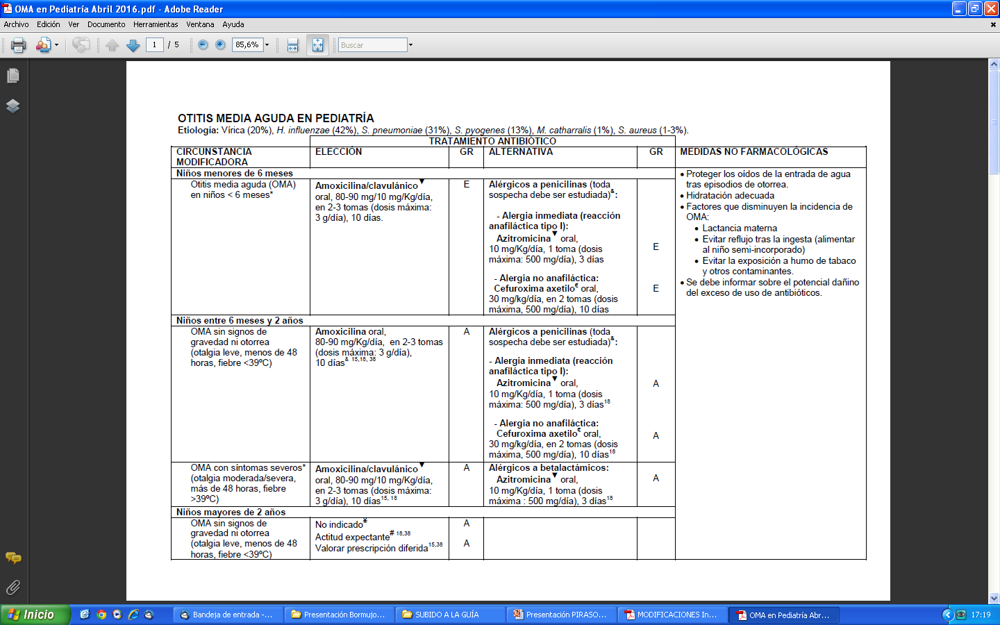 OMA en Pediatría Abril 2016.pdf - Adobe Reader
Archivo Edición Ver Documento Herramientas Ventana Ayuda
1 / 5 85,6% Buscar
OTITIS MEDIA AGUDA EN PEDIATRÍA
Etiología: Vírica (20%), H. influenzae (42%), S. pneumoniae (31%), S. pyogenes (13%), M. catharralis (1%), S. aureus (1-3%).
TRATAMIENTO ANTIBIÓTICO
CIRCUNSTANCIA MODIFICADORA
ELECCIÓN
GR
ALTERNATIVA
GR
MEDIDAS NO FARMACOLÓGICAS
Niños menores de 6 meses
Otitis media aguda (OMA)
en niños < 6 meses*
Amoxicilina/clavulánico▼
oral, 80-90 mg/10 mg/Kg/día,
en 2-3 tomas (dosis máxima:
3 g/día), 10 días.
E
Alérgicos a penicilinas (toda
sospecha debe ser estudiada)&:
- Alergia inmediata (reacción
anafiláctica tipo I):
Azitromicina▼ oral,
10 mg/Kg/día, 1 toma (dosis
máxima: 500 mg/día), 3 días
E
- Alergia no anafiláctica:
Cefuroxima axetilo€ oral,
30 mg/kg/día, en 2 tomas (dosis
máxima, 500 mg/día), 10 días
E
• Proteger los oídos de la entrada de agua
tras episodios de otorrea.
• Hidratación adecuada
• Factores que disminuyen la incidencia de
OMA:
• Lactancia materna
• Evitar reflujo tras la ingesta (alimentar
al niño semi-incorporado)
• Evitar la exposición a humo de tabaco
y otros contaminantes.
• Se debe informar sobre el potencial dañino
del exceso de uso de antibióticos.
Niños entre 6 meses y 2 años
OMA sin signos de
gravedad ni otorrea
(otalgia leve, menos de 48
horas, fiebre <39ºC)
Amoxicilina oral,
80-90 mg/Kg/día, en 2-3 tomas
(dosis máxima: 3 g/día),
10 días& 15,18, 38
A
Alérgicos a penicilinas (toda
sospecha debe ser estudiada)&:
- Alergia inmediata (reacción
anafiláctica tipo I):
Azitromicina▼ oral,
10 mg/Kg/día, 1 toma (dosis
máxima: 500 mg/día), 3 días18
A
- Alergia no anafiláctica:
Cefuroxima axetilo€ oral,
30 mg/kg/día, en 2 tomas (dosis
máxima, 500 mg/día), 10 días18
A
OMA con síntomas severos*
(otalgia moderada/severa,
más de 48 horas, fiebre
>39ºC)
Amoxicilina/clavulánico▼
oral, 80-90 mg/10 mg/Kg/día,
en 2-3 tomas (dosis máxima:
3 g/día), 10 días15, 18
A
Alérgicos a betalactámicos:
Azitromicina▼ oral,
10 mg/Kg/día, 1 toma (dosis
máxima : 500 mg/día), 3 días18
A
Niños mayores de 2 años
OMA sin signos de
gravedad ni otorrea
(otalgia leve, menos de 48
horas, fiebre <39ºC)
No indicado¥
Actitud expectante# 18,38
Valorar prescripción diferida15,38
A
A
Inicio
Bandeja de entrada -...
Presentación Bormujo...
SUBIDO A LA GUÍA
Presentación PIRASO...
MODIFICACIONES In...
OMA en Pediatría Abr...
17:19